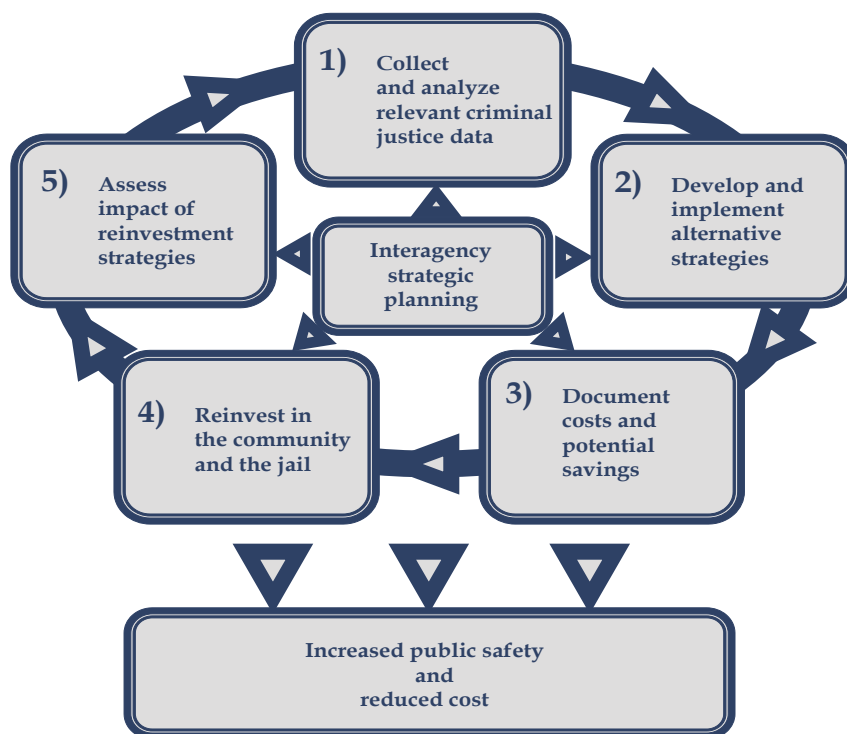 1) Collect
and analyze
relevant criminal
justice data
2) Develop and
implement
alternative
strategies
3) Document
costs and
potential
savings
4) Reinvest in
the community
and the jail
5) Assess
impact of
reinvestment
strategies
Interagency
strategic
planning
Increased public safety
and
reduced cost